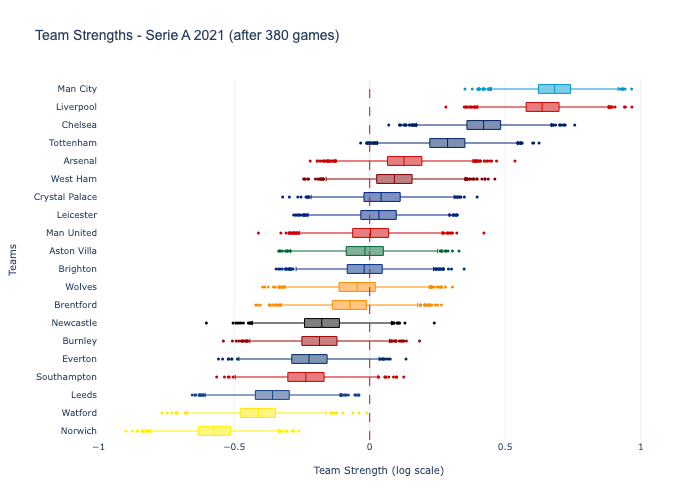 Team Strengths - Serie A 2021 (after 380 games)
Man City
Liverpool
Chelsea
Tottenham
Arsenal
West Ham
Crystal Palace
Leicester
Man United
Aston Villa
Brighton
Wolves
Brentford
Newcastle
Burnley
Everton
Southampton
Leeds
Watford
Norwich
Teams
−1
−0.5
0
0.5
1
Team Strength (log scale)